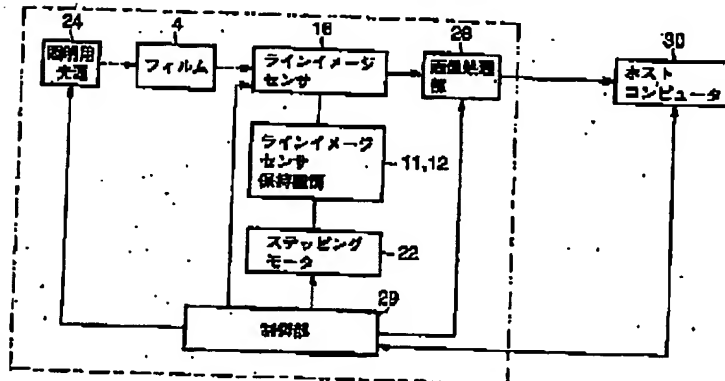 24
4
16
28
30
照明用
光源
フィルム
ラインイメージ
センサ
画像処理
部
ホスト
コンピュータ
ラインイメージ
センサ
保持機構
11,12
ステッピング
モータ
22
29
制御部